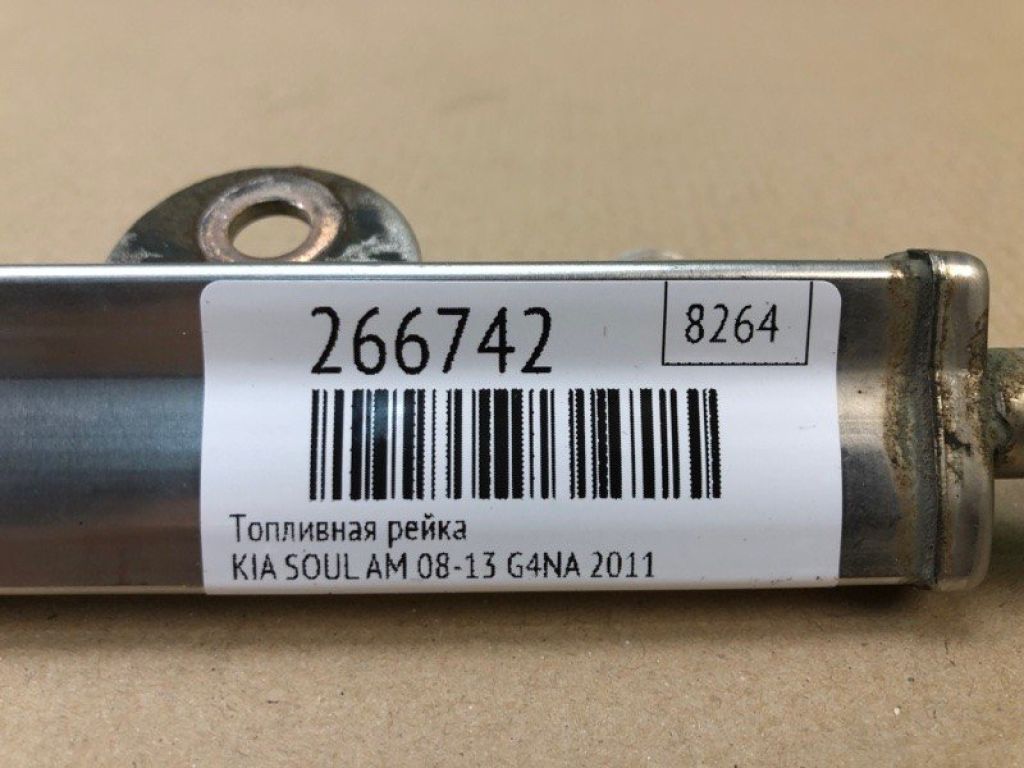 266742
8264
Топливная рейка
KIA SOUL AM 08-13 G4NA 2011